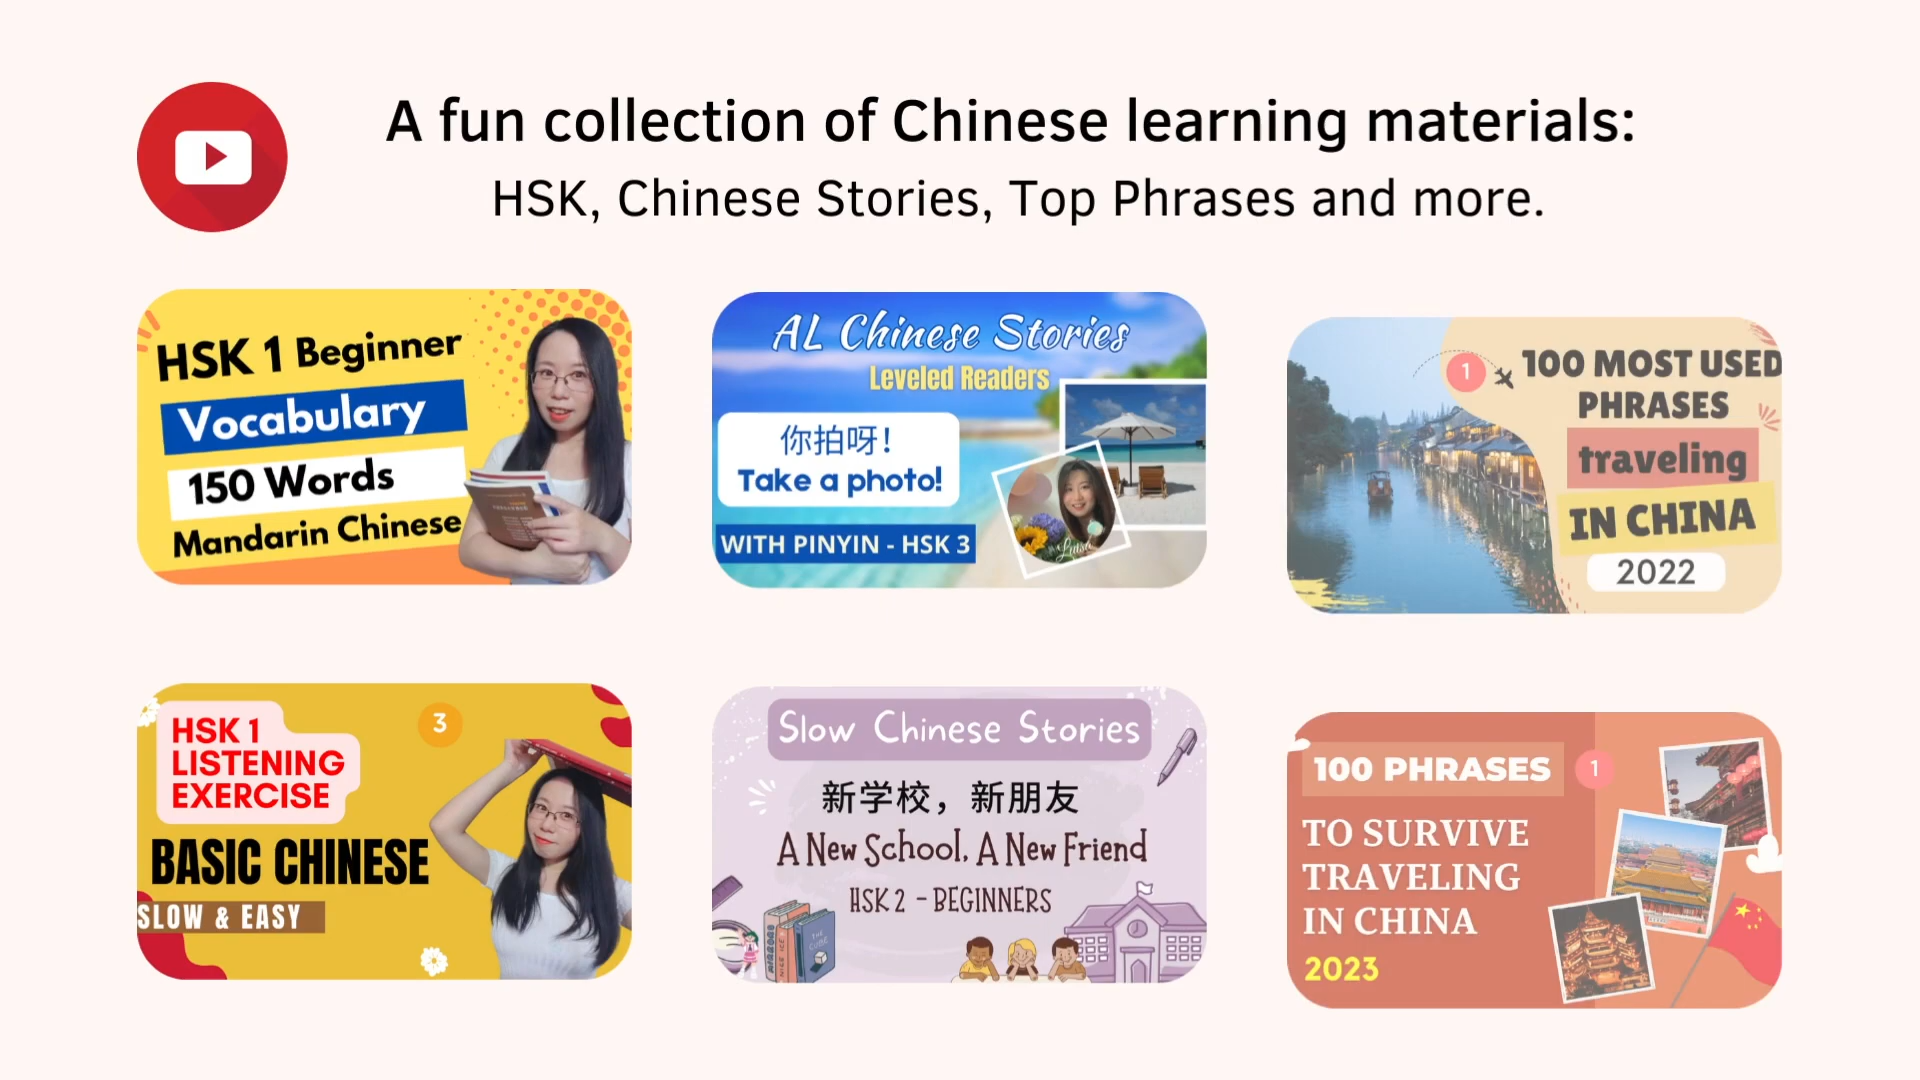 A fun collection of Chinese learning materials:
HSK, Chinese Stories, Top Phrases and more.
HSK 1 Beginner
Vocabulary
150 Words
Mandarin Chinese
AL Chinese Stories
Leveled Readers
你拍呀!
Take a photo!
WITH PINYIN - HSK 3
Luisa
1
100 MOST USED
PHRASES
traveling
IN CHINA
2022
HSK 1
LISTENING
EXERCISE
3
BASIC CHINESE
SLOW & EASY
Slow Chinese Stories
新学校，新朋友
A New School, A New Friend
HSK 2 - BEGINNERS
THE
CUBE
100 PHRASES
1
TO SURVIVE
TRAVELING
IN CHINA
2023